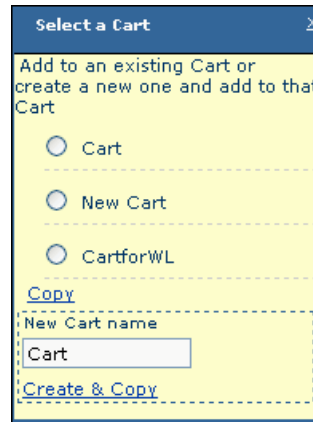 Select a Cart
Add to an existing Cart or
create a new one and add to that
Cart
Cart
New Cart
CartforWL
Copy
New Cart name
Cart
Create & Copy